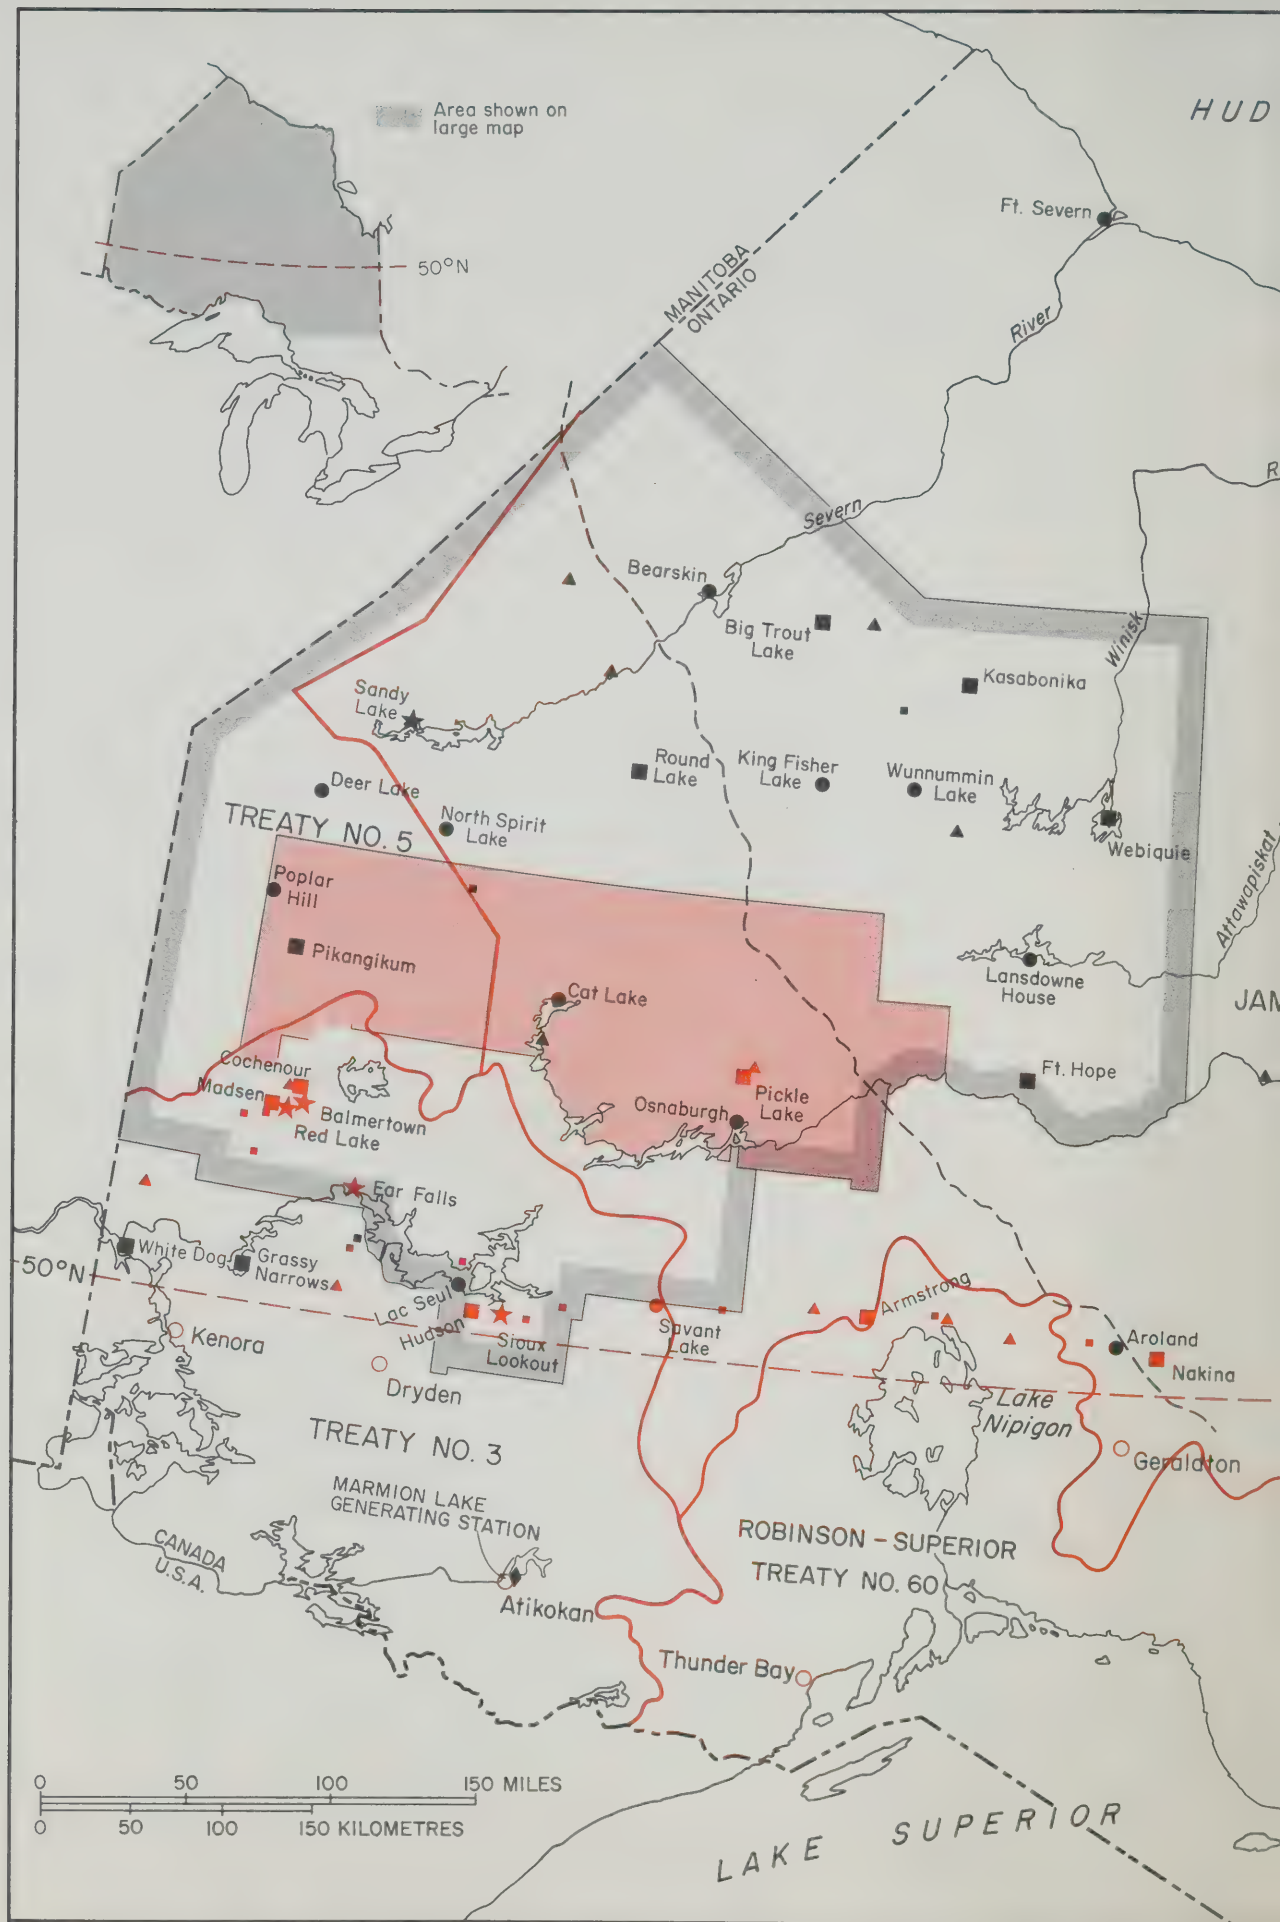 Area shown on
large map
HUD
50°N
Ft. Severn
MANITOBA
ONTARIO
River
R
Severn
Bearskin
Big Trout
Lake
Winisk
Kasabonika
Sandy
Lake
Round
Lake
King Fisher
Lake
Wunnummin
Lake
Deer Lake
TREATY NO. 5
North Spirit
Lake
Webiquie
Attawapiskat
Poplar
Hill
Pikangikum
Cat Lake
Lansdowne
House
JAM
Cochenour
Madsen
Balmertown
Red Lake
Pickle
Lake
Osnaburgh
Ft. Hope
Ear Falls
White Dog
Grassy
Narrows
50°N
Lac Seul
Hudson
Sioux
Lookout
Savant
Lake
Armstrong
Aroland
Nakina
Kenora
Dryden
Lake
Nipigon
Geraldton
TREATY NO. 3
MARMION LAKE
GENERATING STATION
ROBINSON – SUPERIOR
TREATY NO. 60
CANADA
U.S.A.
Atikokan
Thunder Bay
0 50 100 150 MILES
0 50 100 150 KILOMETRES
LAKE SUPERIOR